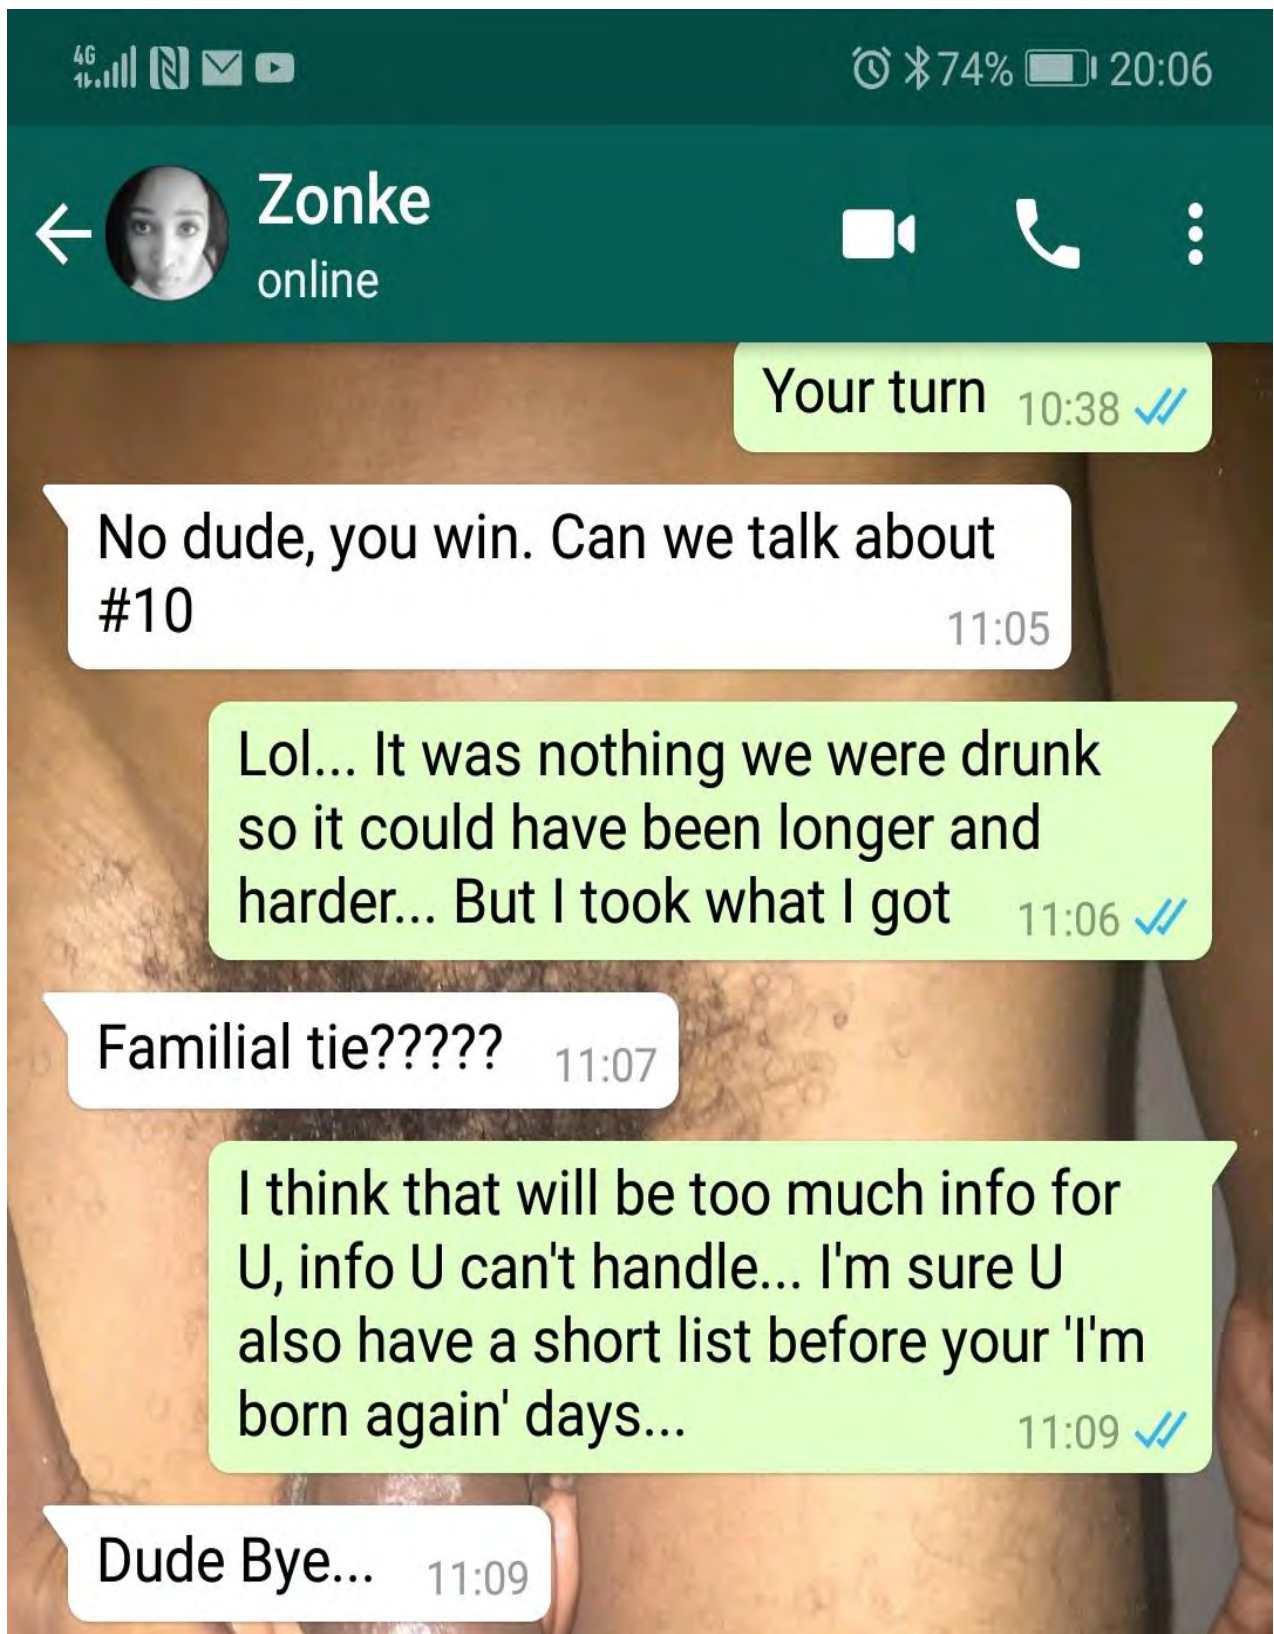 4G
74% 20:06
Zonke
online
Your turn 10:38
No dude, you win. Can we talk about
#10
11:05
Lol... It was nothing we were drunk
so it could have been longer and
harder... But I took what I got 11:06
Familial tie????? 11:07
I think that will be too much info for
U, info U can't handle... I'm sure U
also have a short list before your 'I'm
born again' days...
11:09
Dude Bye... 11:09